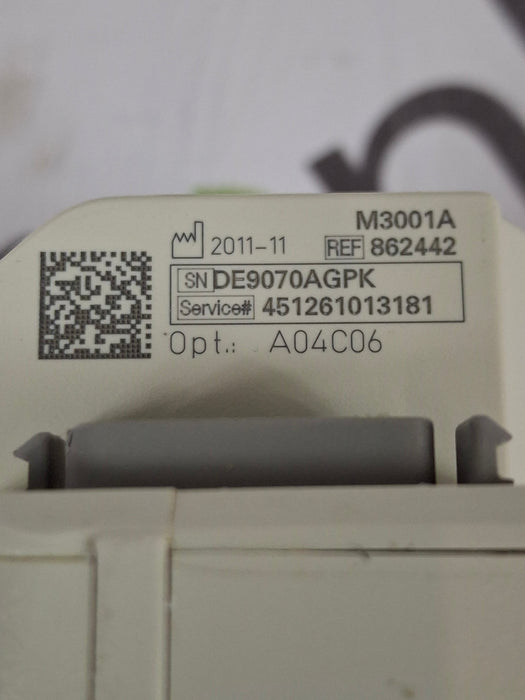 M3001A
2011-11 REF 862442
SN DE9070AGPK
Service# 451261013181
Opt.: A04C06